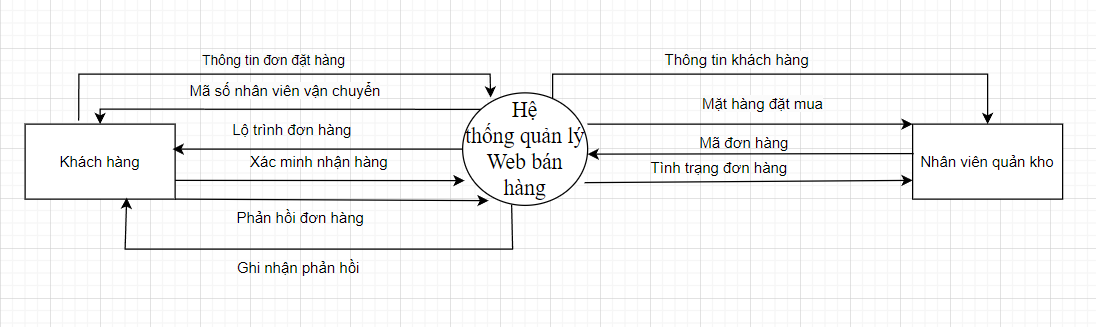 Thông tin đơn đặt hàng
Thông tin khách hàng
Mã số nhân viên vận chuyển
Hệ
thống quản lý
Web bán
hàng
Mặt hàng đặt mua
Lộ trình đơn hàng
Mã đơn hàng
Khách hàng
Xác minh nhận hàng
Tình trạng đơn hàng
Nhân viên quản kho
Phản hồi đơn hàng
Ghi nhận phản hồi